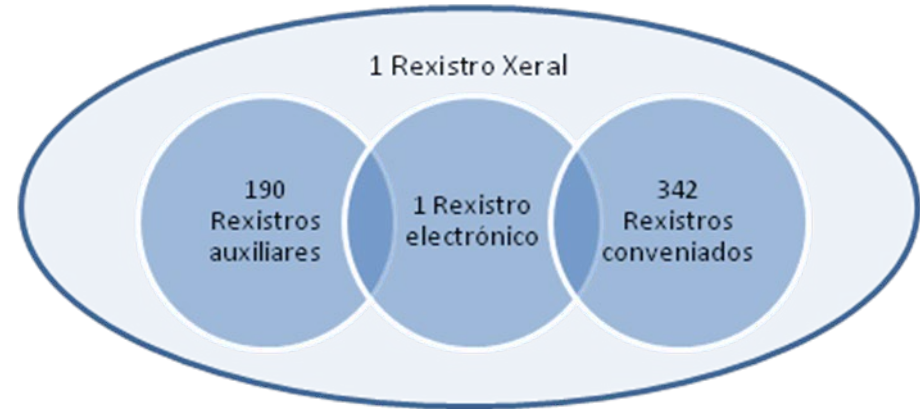 1 Rexistro Xeral
190
Rexistros
auxiliares
1 Rexistro
electrónico
342
Rexistros
conveniados